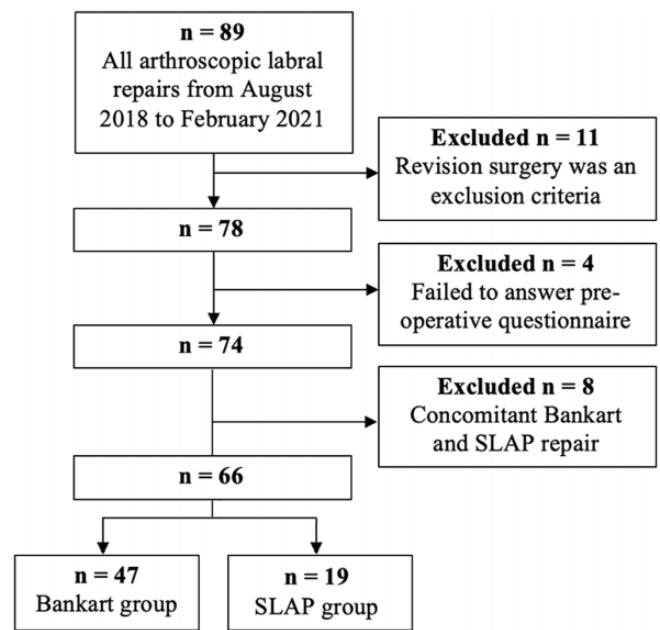 n = 89
All arthroscopic labral
repairs from August
2018 to February 2021
Excluded n = 11
Revision surgery was an
exclusion criteria
n = 78
Excluded n = 4
Failed to answer pre-
operative questionnaire
n = 74
Excluded n = 8
Concomitant Bankart
and SLAP repair
n = 66
n = 47
Bankart group
n = 19
SLAP group